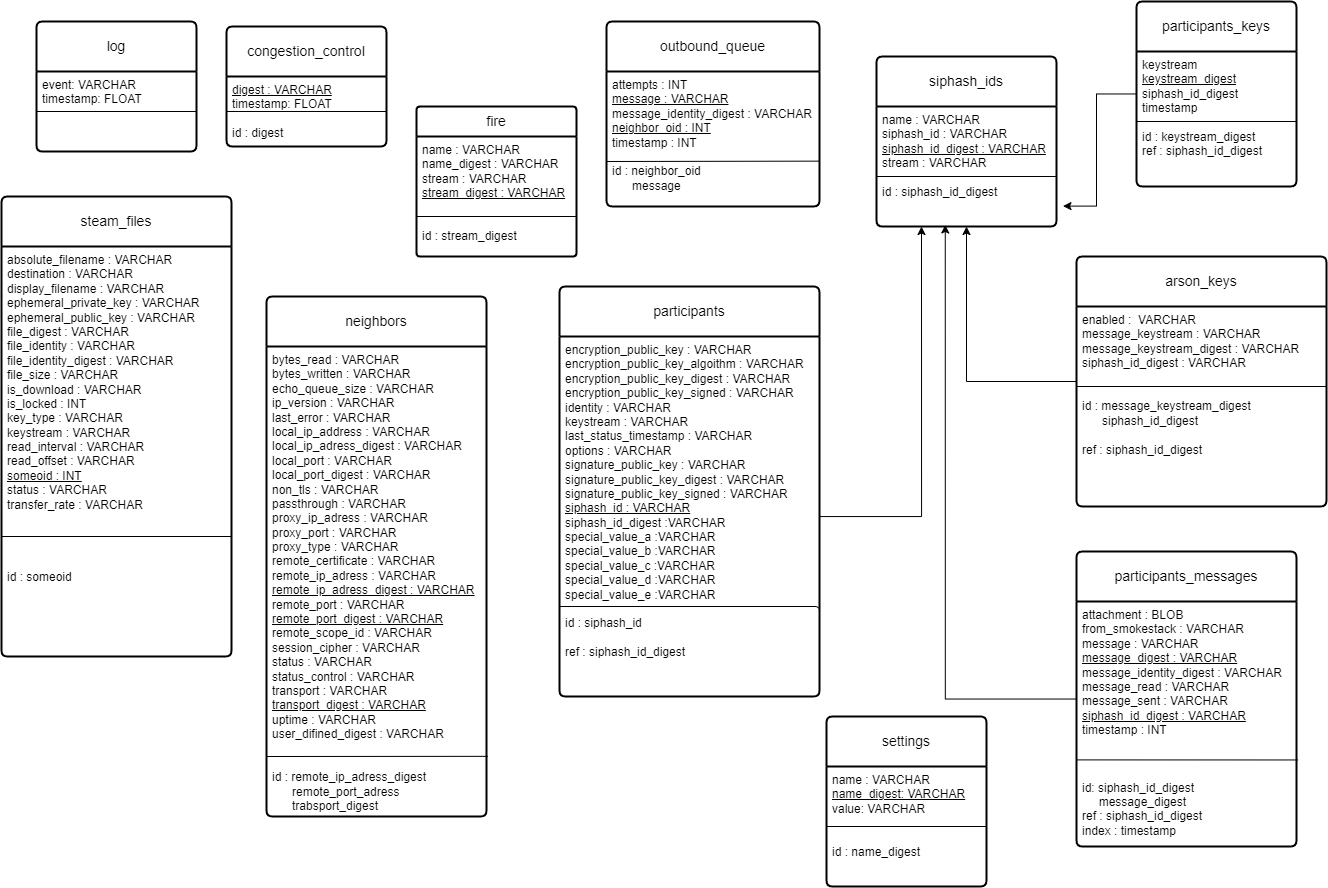 log
event: VARCHAR
timestamp: FLOAT
congestion_control
digest : VARCHAR
timestamp: FLOAT
id : digest
fire
name : VARCHAR
name_digest : VARCHAR
stream : VARCHAR
stream_digest : VARCHAR
id : stream_digest
outbound_queue
attempts : INT
message : VARCHAR
message_identity_digest : VARCHAR
neighbor_oid : INT
timestamp : INT
id : neighbor_oid
message
siphash_ids
name : VARCHAR
siphash_id : VARCHAR
siphash_id_digest : VARCHAR
stream : VARCHAR
id : siphash_id_digest
participants_keys
keystream
keystream_digest
siphash_id_digest
timestamp
id : keystream_digest
ref : siphash_id_digest
steam_files
absolute_filename : VARCHAR
destination : VARCHAR
display_filename : VARCHAR
ephemeral_private_key : VARCHAR
ephemeral_public_key : VARCHAR
file_digest : VARCHAR
file_identity : VARCHAR
file_identity_digest : VARCHAR
file_size : VARCHAR
is_download : VARCHAR
is_locked : INT
key_type : VARCHAR
keystream : VARCHAR
read_interval : VARCHAR
read_offset : VARCHAR
someoid : INT
status : VARCHAR
transfer_rate : VARCHAR
id : someoid
neighbors
bytes_read : VARCHAR
bytes_written : VARCHAR
echo_queue_size : VARCHAR
ip_version : VARCHAR
last_error : VARCHAR
local_ip_address : VARCHAR
local_ip_adress_digest : VARCHAR
local_port : VARCHAR
local_port_digest : VARCHAR
non_tls : VARCHAR
passthrough : VARCHAR
proxy_ip_adress : VARCHAR
proxy_port : VARCHAR
proxy_type : VARCHAR
remote_certificate : VARCHAR
remote_ip_adress : VARCHAR
remote_ip_adress_digest : VARCHAR
remote_port : VARCHAR
remote_port_digest : VARCHAR
remote_scope_id : VARCHAR
session_cipher : VARCHAR
status : VARCHAR
status_control : VARCHAR
transport : VARCHAR
transport_digest : VARCHAR
uptime : VARCHAR
user_difined_digest : VARCHAR
id : remote_ip_adress_digest
remote_port_adress
trabsport_digest
participants
encryption_public_key : VARCHAR
encryption_public_key_algoithm : VARCHAR
encryption_public_key_digest : VARCHAR
encryption_public_key_signed : VARCHAR
identity : VARCHAR
keystream : VARCHAR
last_status_timestamp : VARCHAR
options : VARCHAR
signature_public_key : VARCHAR
signature_public_key_digest : VARCHAR
signature_public_key_signed : VARCHAR
siphash_id : VARCHAR
siphash_id_digest :VARCHAR
special_value_a :VARCHAR
special_value_b :VARCHAR
special_value_c :VARCHAR
special_value_d :VARCHAR
special_value_e :VARCHAR
id : siphash_id
ref : siphash_id_digest
arson_keys
enabled :  VARCHAR
message_keystream : VARCHAR
message_keystream_digest : VARCHAR
siphash_id_digest : VARCHAR
id : message_keystream_digest
siphash_id_digest
ref : siphash_id_digest
participants_messages
attachment : BLOB
from_smokestack : VARCHAR
message : VARCHAR
message_digest : VARCHAR
message_identity_digest : VARCHAR
message_read : VARCHAR
message_sent : VARCHAR
siphash_id_digest : VARCHAR
timestamp : INT
id: siphash_id_digest
message_digest
ref : siphash_id_digest
index : timestamp
settings
name : VARCHAR
name_digest: VARCHAR
value: VARCHAR
id : name_digest